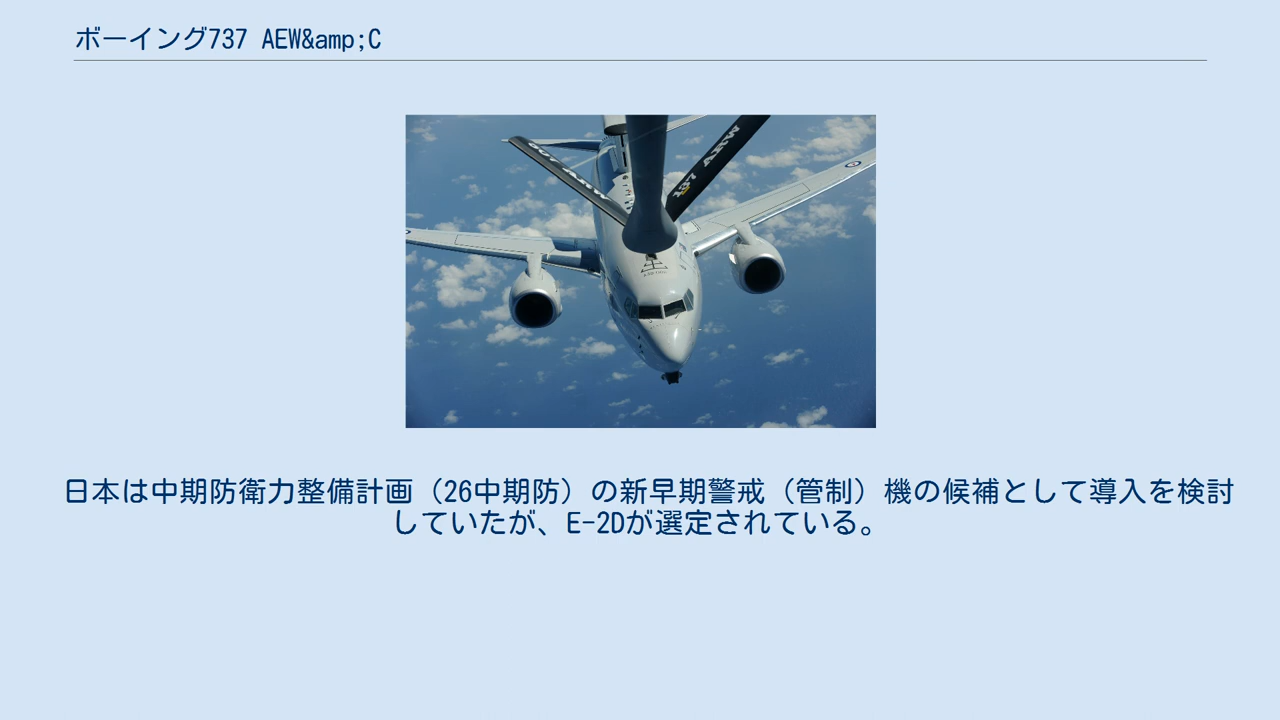 ボーイング737 AEW&amp;C
197 ARW
日本は中期防衛力整備計画（26中期防）の新早期警戒（管制）機の候補として導入を検討
していたが、E-2Dが選定されている。